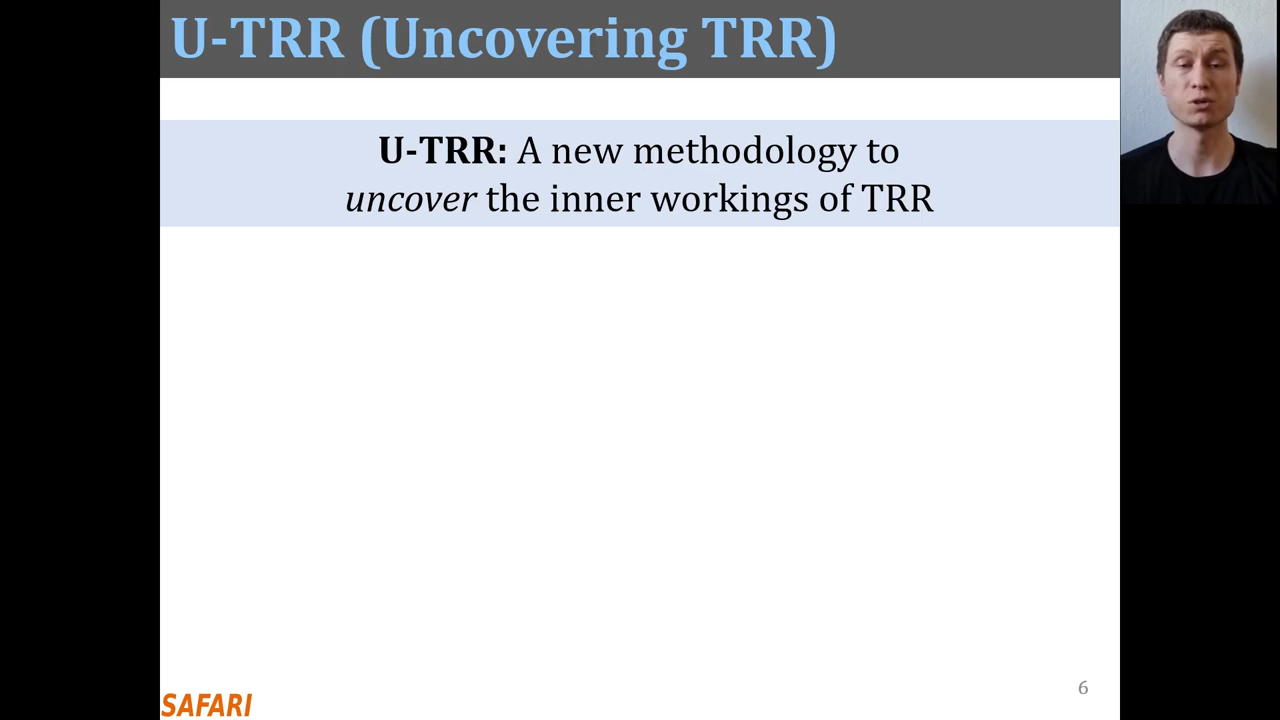 U-TRR (Uncovering TRR)
U-TRR: A new methodology to
uncover the inner workings of TRR
6
SAFARI